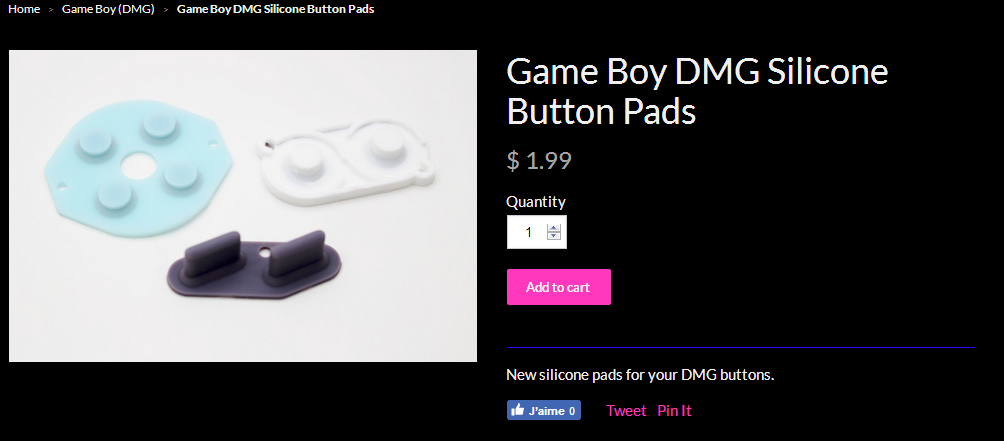 Home > Game Boy (DMG) > Game Boy DMG Silicone Button Pads
Game Boy DMG Silicone
Button Pads
$ 1.99
Quantity
1
Add to cart
New silicone pads for your DMG buttons.
J'aime 0 Tweet Pin It